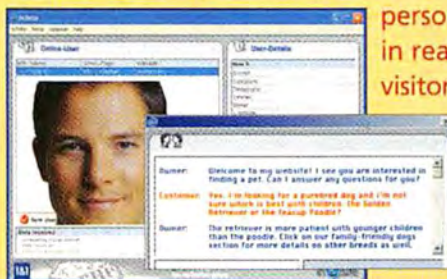 perso
in rea
visitor
Online-User
User-Details
Owner: Welcome to my website! I see you are interested in
finding a pet. Can I answer any questions for you?
Customer: Yes. I'm looking for a purebred dog and I'm not
sure which is best with children. The Golden
Retriever or the Teacup Poodle?
Owner: The retriever is more patient with younger children
than the poodle. Click on our family-friendly dogs
section for more details on other breeds as well.
1&1